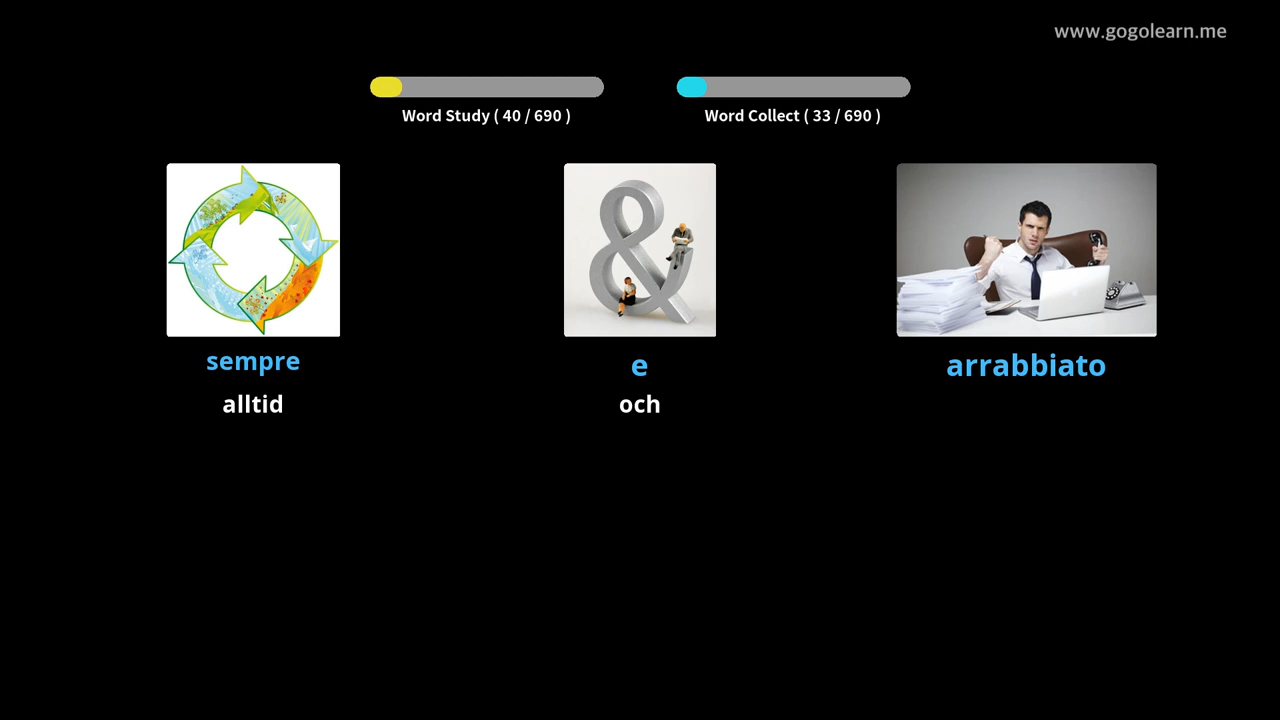 www.gogolearn.me
Word Study ( 40 / 690 )
Word Collect ( 33 / 690 )
sempre
e
arrabbiato
alltid
och